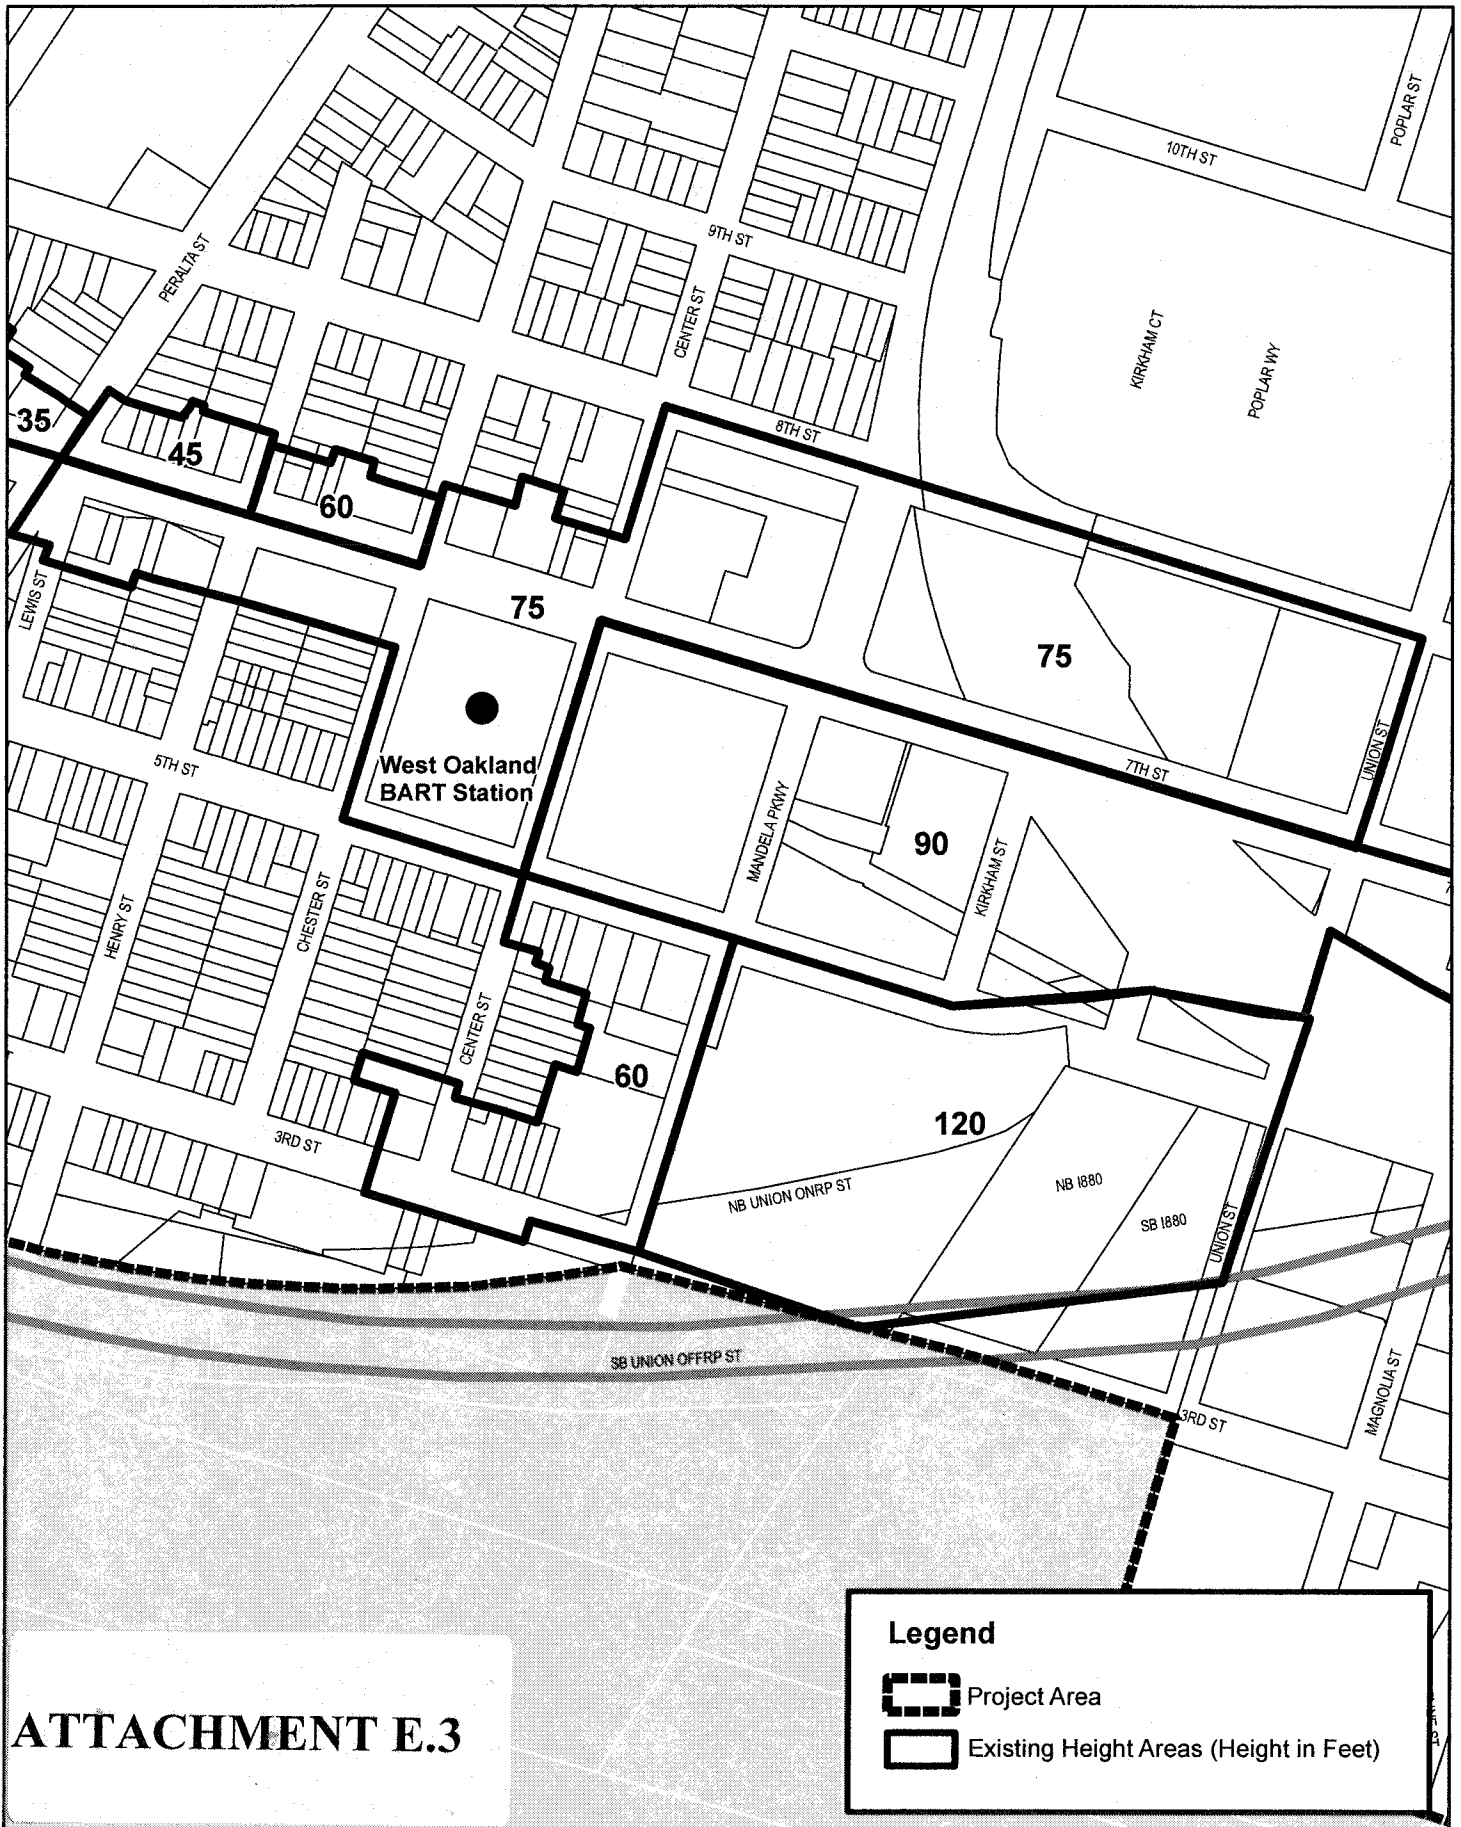 POPLAR ST
10TH ST
9TH ST
PERALTA ST
CENTER ST
KIRKHAM CT
POPLAR WY
35
45
60
8TH ST
LEWIS ST
75
75
West Oakland
BART Station
5TH ST
7TH ST
UNION ST
MANDELA PKWY
90
KIRKHAM ST
HENRY ST
CHESTER ST
CENTER ST
60
120
3RD ST
NB UNION ONRP ST
NB I880
SB I880
UNION ST
SB UNION OFFRP ST
MAGNOLIA ST
3RD ST
Legend
Project Area
Existing Height Areas (Height in Feet)
ATTACHMENT E.3